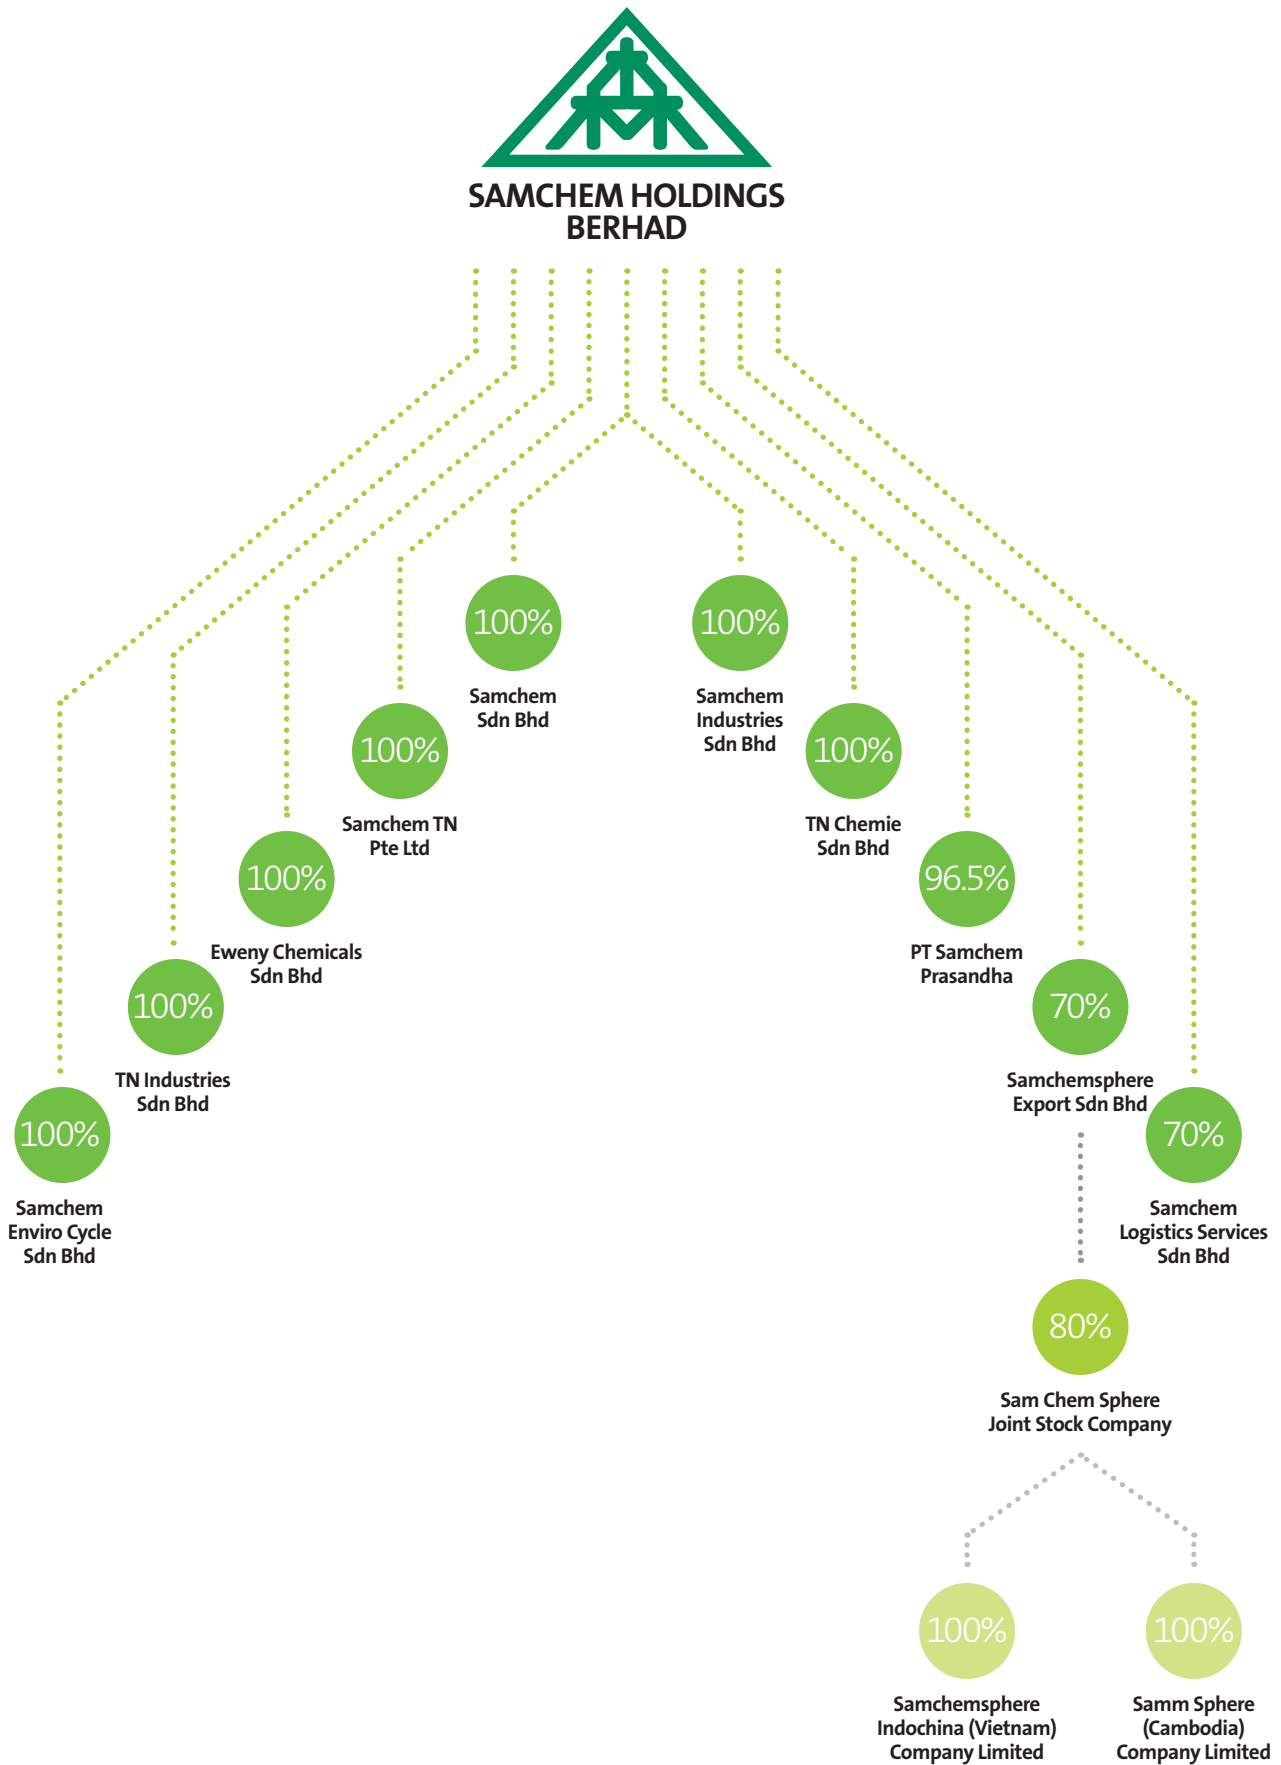 SAMCHEM HOLDINGS
BERHAD
100%
Samchem
Sdn Bhd
100%
Samchem
Industries
Sdn Bhd
100%
Samchem TN
Pte Ltd
100%
TN Chemie
Sdn Bhd
100%
Eweny Chemicals
Sdn Bhd
96.5%
PT Samchem
Prasandha
100%
TN Industries
Sdn Bhd
70%
Samchemsphere
Export Sdn Bhd
100%
Samchem
Enviro Cycle
Sdn Bhd
70%
Samchem
Logistics Services
Sdn Bhd
80%
Sam Chem Sphere
Joint Stock Company
100%
Samchemsphere
Indochina (Vietnam)
Company Limited
100%
Samm Sphere
(Cambodia)
Company Limited